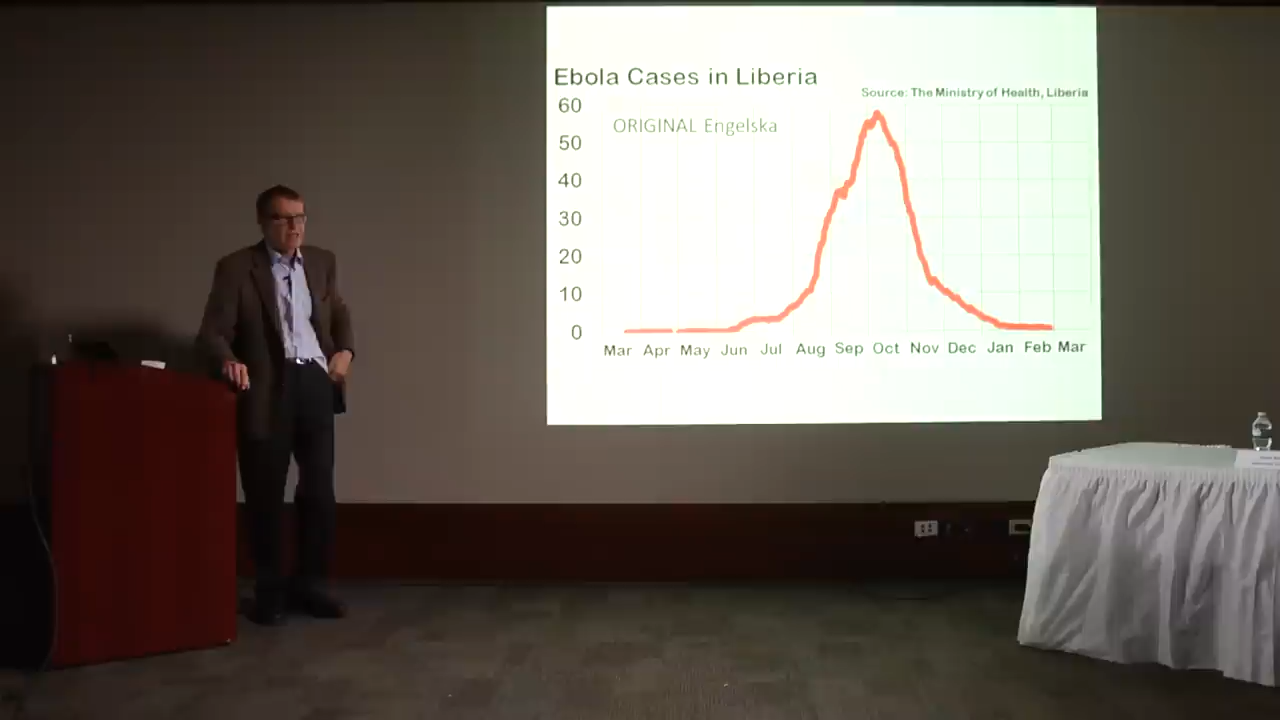 Ebola Cases in Liberia
Source: The Ministry of Health, Liberia
60
ORIGINAL Engelska
50
40
30
20
10
0
Mar Apr May Jun Jul Aug Sep Oct Nov Dec Jan Feb Mar